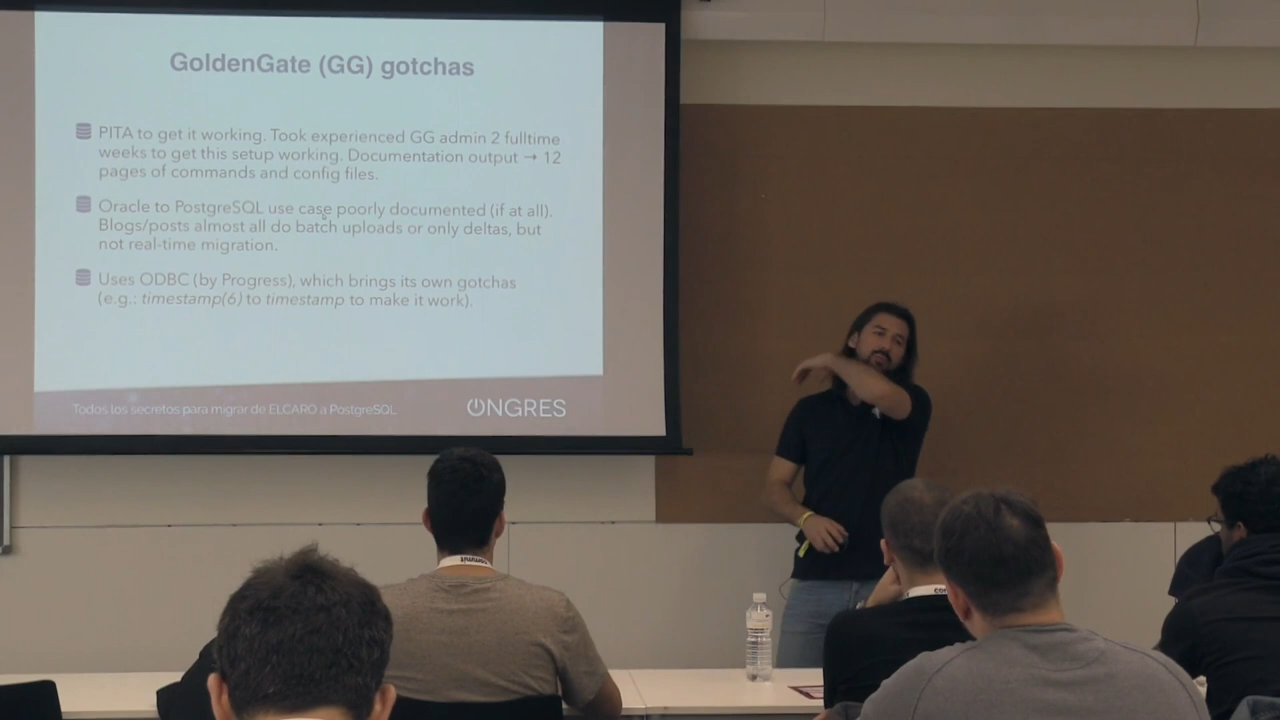 GoldenGate (GG) gotchas
PITA to get it working. Took experienced GG admin 2 fulltime
weeks to get this setup working. Documentation output → 12
pages of commands and config files.
Oracle to PostgreSQL use case poorly documented (if at all).
Blogs/posts almost all do batch uploads or only deltas, but
not real-time migration.
Uses ODBC (by Progress), which brings its own gotchas
(e.g.: timestamp(6) to timestamp to make it work).
Todos los secretos para migrar de ELCARO a PostgreSQL
ONGRES
commit